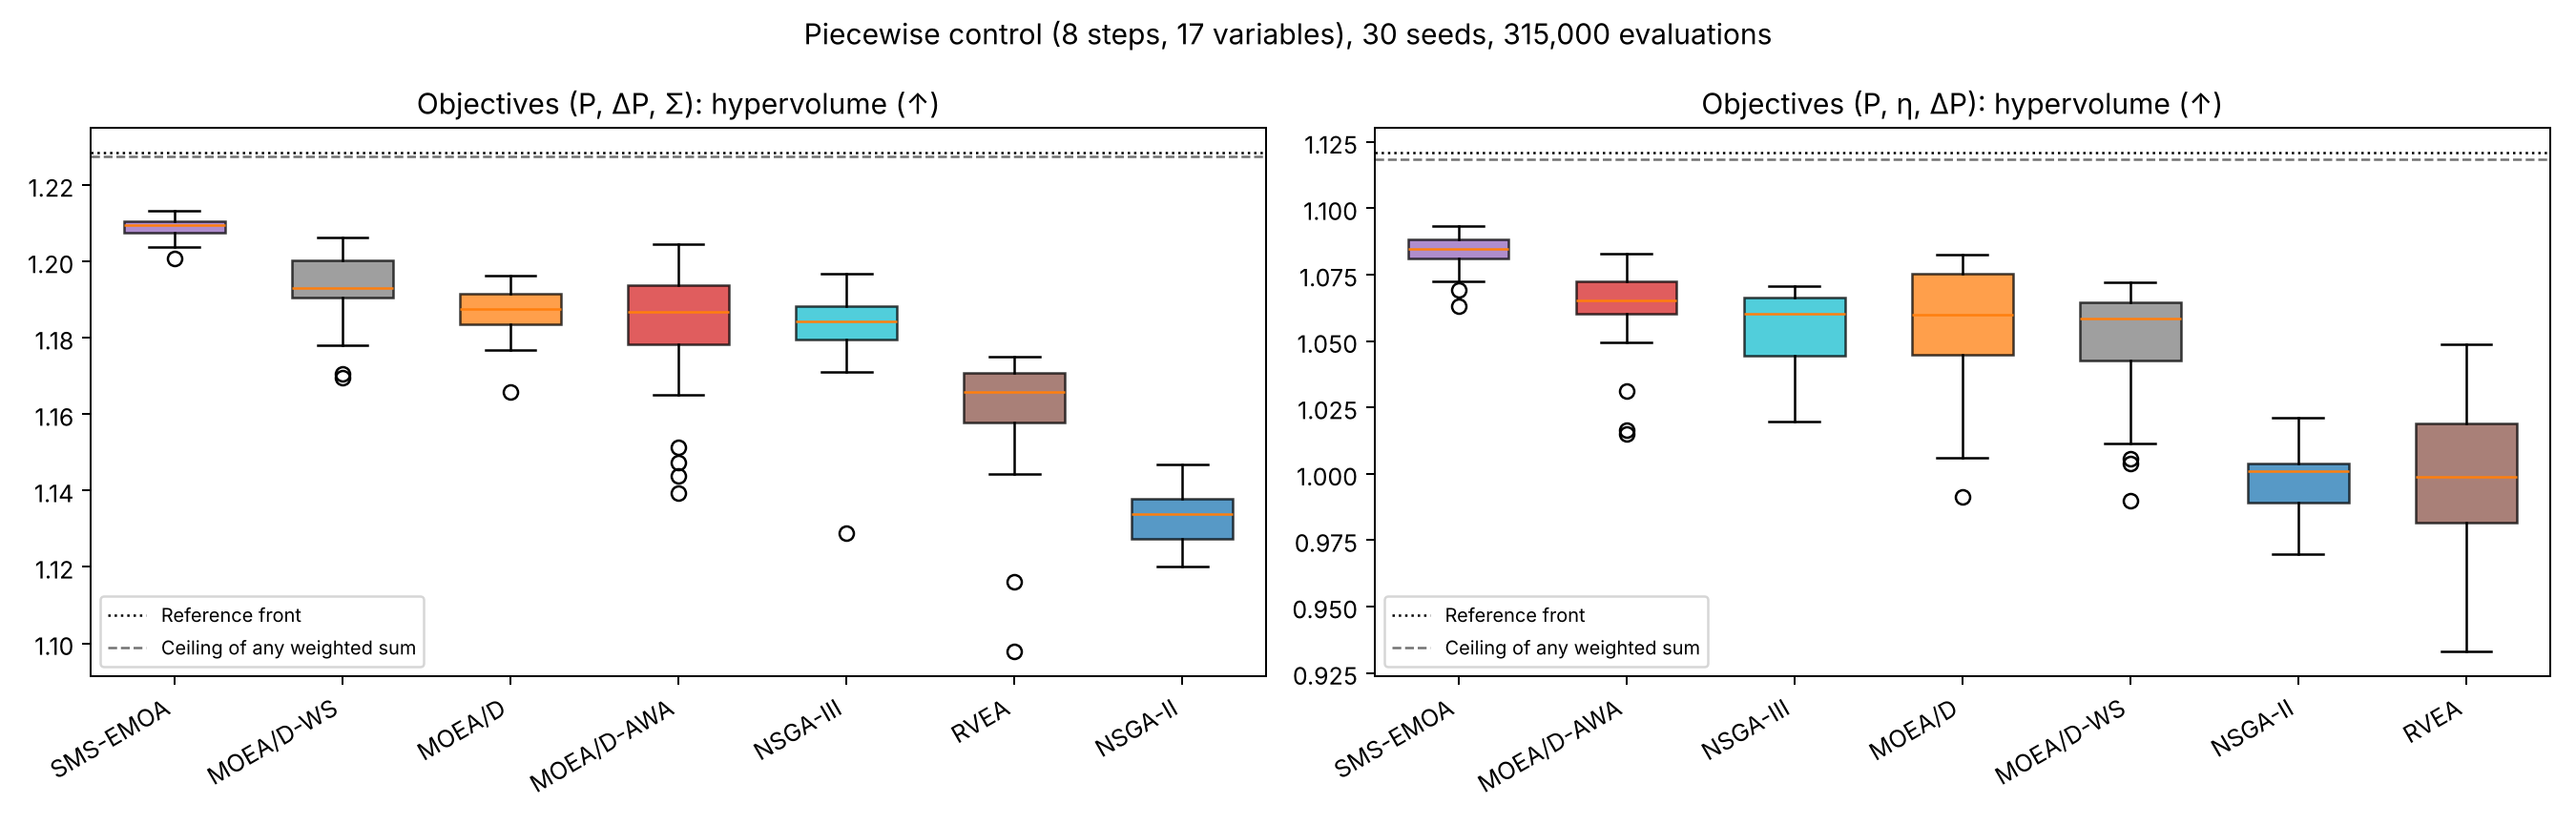 Piecewise control (8 steps, 17 variables), 30 seeds, 315,000 evaluations
Objectives (P, ΔP, Σ): hypervolume (↑)
1.22
1.20
1.18
1.16
1.14
1.12
1.10
Reference front
Ceiling of any weighted sum
SMS-EMOA
MOEA/D-WS
MOEA/D
MOEA/D-AWA
NSGA-III
RVEA
NSGA-II
Objectives (P, η, ΔP): hypervolume (↑)
1.125
1.100
1.075
1.050
1.025
1.000
0.975
0.950
0.925
Reference front
Ceiling of any weighted sum
SMS-EMOA
MOEA/D-AWA
NSGA-III
MOEA/D
MOEA/D-WS
NSGA-II
RVEA